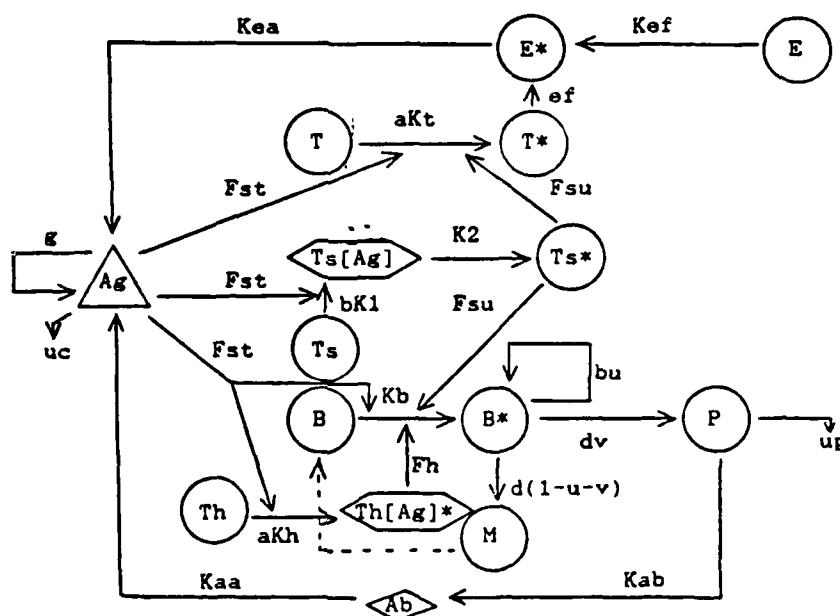 Kea
Kef
E*
E
ef
aKt
T
T*
Fst
Fsu
g
K2
Ts[Ag]
Ts*
Ag
Fst
bK1
Fsu
uc
Fst
Ts
bu
Kb
B
B*
P
dv
up
Fh
d(1-u-v)
Th
Th[Ag]*
aKh
M
Kaa
Kab
Ab